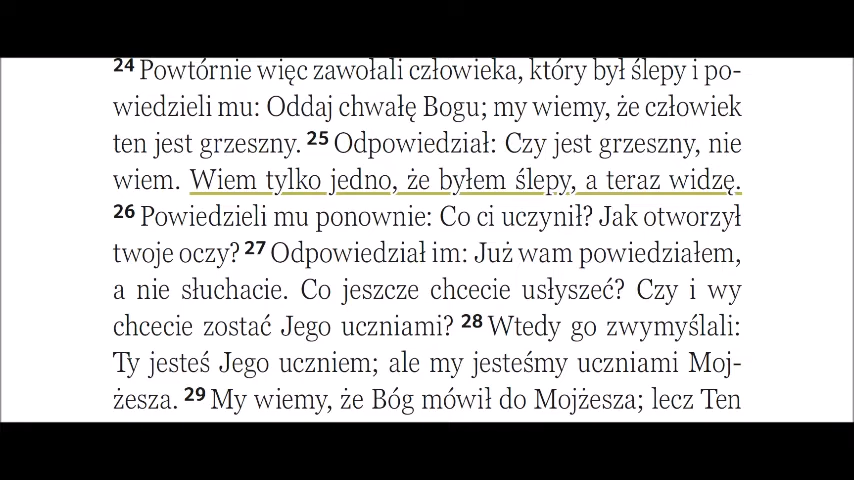 24 Powtórnie więc zawołali człowieka, który był ślepy i po-
wiedzieli mu: Oddaj chwałę Bogu; my wiemy, że człowiek
ten jest grzeszny. 25 Odpowiedział: Czy jest grzeszny, nie
wiem. Wiem tylko jedno, że byłem ślepy, a teraz widzę.
26 Powiedzieli mu ponownie: Co ci uczynił? Jak otworzył
twoje oczy? 27 Odpowiedział im: Już wam powiedziałem,
a nie słuchacie. Co jeszcze chcecie usłyszeć? Czy i wy
chcecie zostać Jego uczniami? 28 Wtedy go zwymyślali:
Ty jesteś Jego uczniem; ale my jesteśmy uczniami Moj-
żesza. 29 My wiemy, że Bóg mówił do Mojżesza; lecz Ten